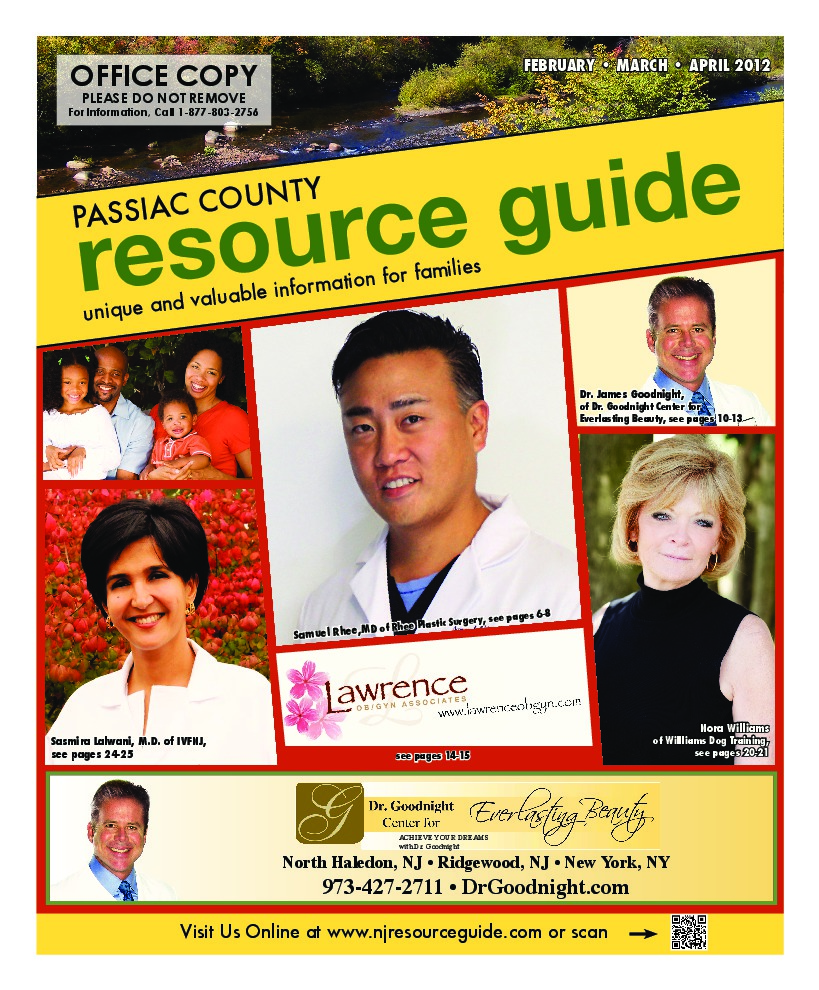 OFFICE COPY
PLEASE DO NOT REMOVE
For Information, Call 1-877-803-2756
FEBRUARY • MARCH • APRIL 2012
PASSIAC COUNTY
resource guide
unique and valuable information for families
Dr. James Goodnight,
of Dr. Goodnight Center for
Everlasting Beauty, see pages 10-13
Samuel Rhee,MD of Rhee Plastic Surgery, see pages 6-8
Lawrence
OB/GYN ASSOCIATES
www.lawrenceobgyn.com
see pages 14-15
Sasmira Lalwani, M.D. of IVFNJ,
see pages 24-25
Nora Williams
of Willliams Dog Training,
see pages 20-21
G
Dr. Goodnight
Center for
Everlasting Beauty
ACHIEVE YOUR DREAMS
with Dr. Goodnight
North Haledon, NJ • Ridgewood, NJ • New York, NY
973-427-2711 • DrGoodnight.com
Visit Us Online at www.njresourceguide.com or scan